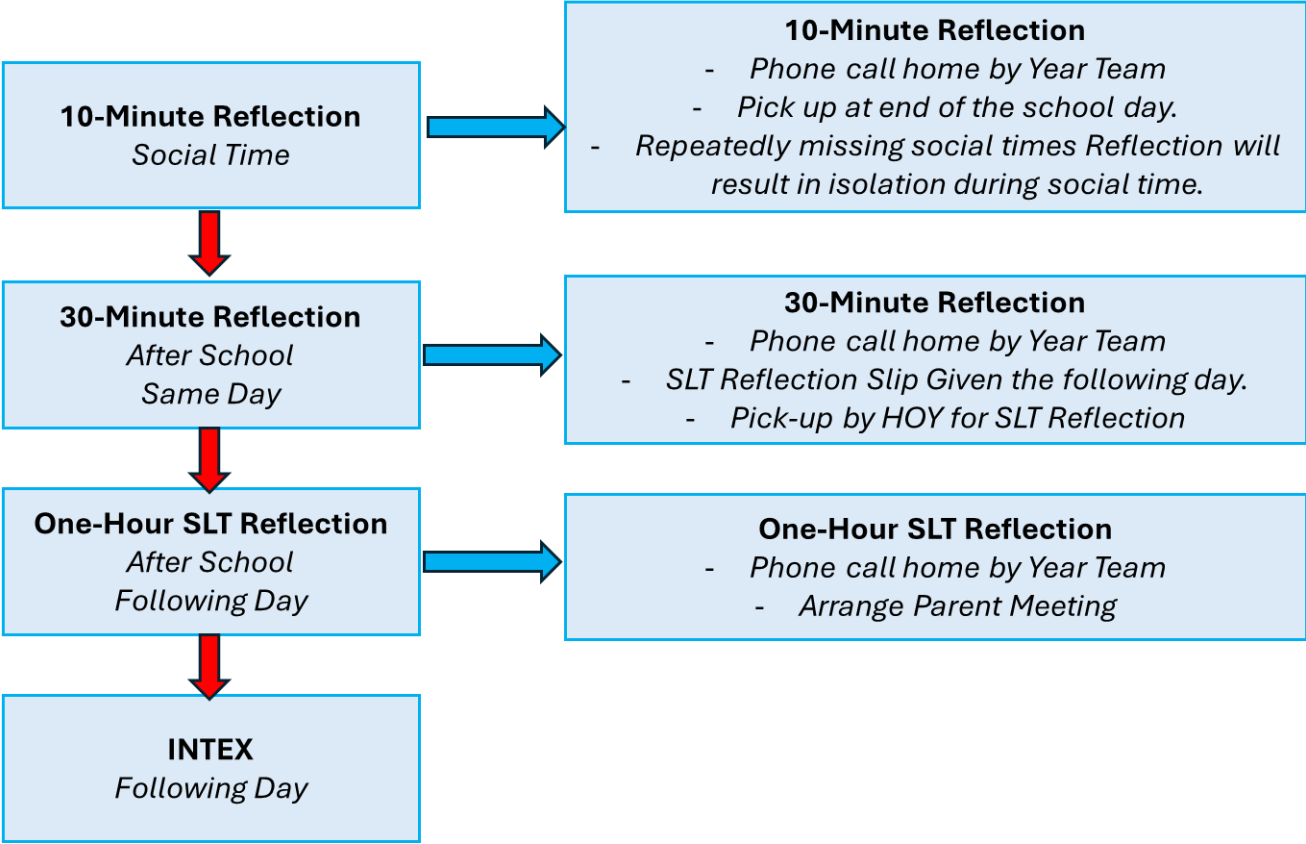 10-Minute Reflection
Social Time
10-Minute Reflection
- Phone call home by Year Team
- Pick up at end of the school day.
- Repeatedly missing social times Reflection will
result in isolation during social time.
30-Minute Reflection
After School
Same Day
30-Minute Reflection
- Phone call home by Year Team
- SLT Reflection Slip Given the following day.
- Pick-up by HOY for SLT Reflection
One-Hour SLT Reflection
After School
Following Day
One-Hour SLT Reflection
- Phone call home by Year Team
- Arrange Parent Meeting
INTEX
Following Day